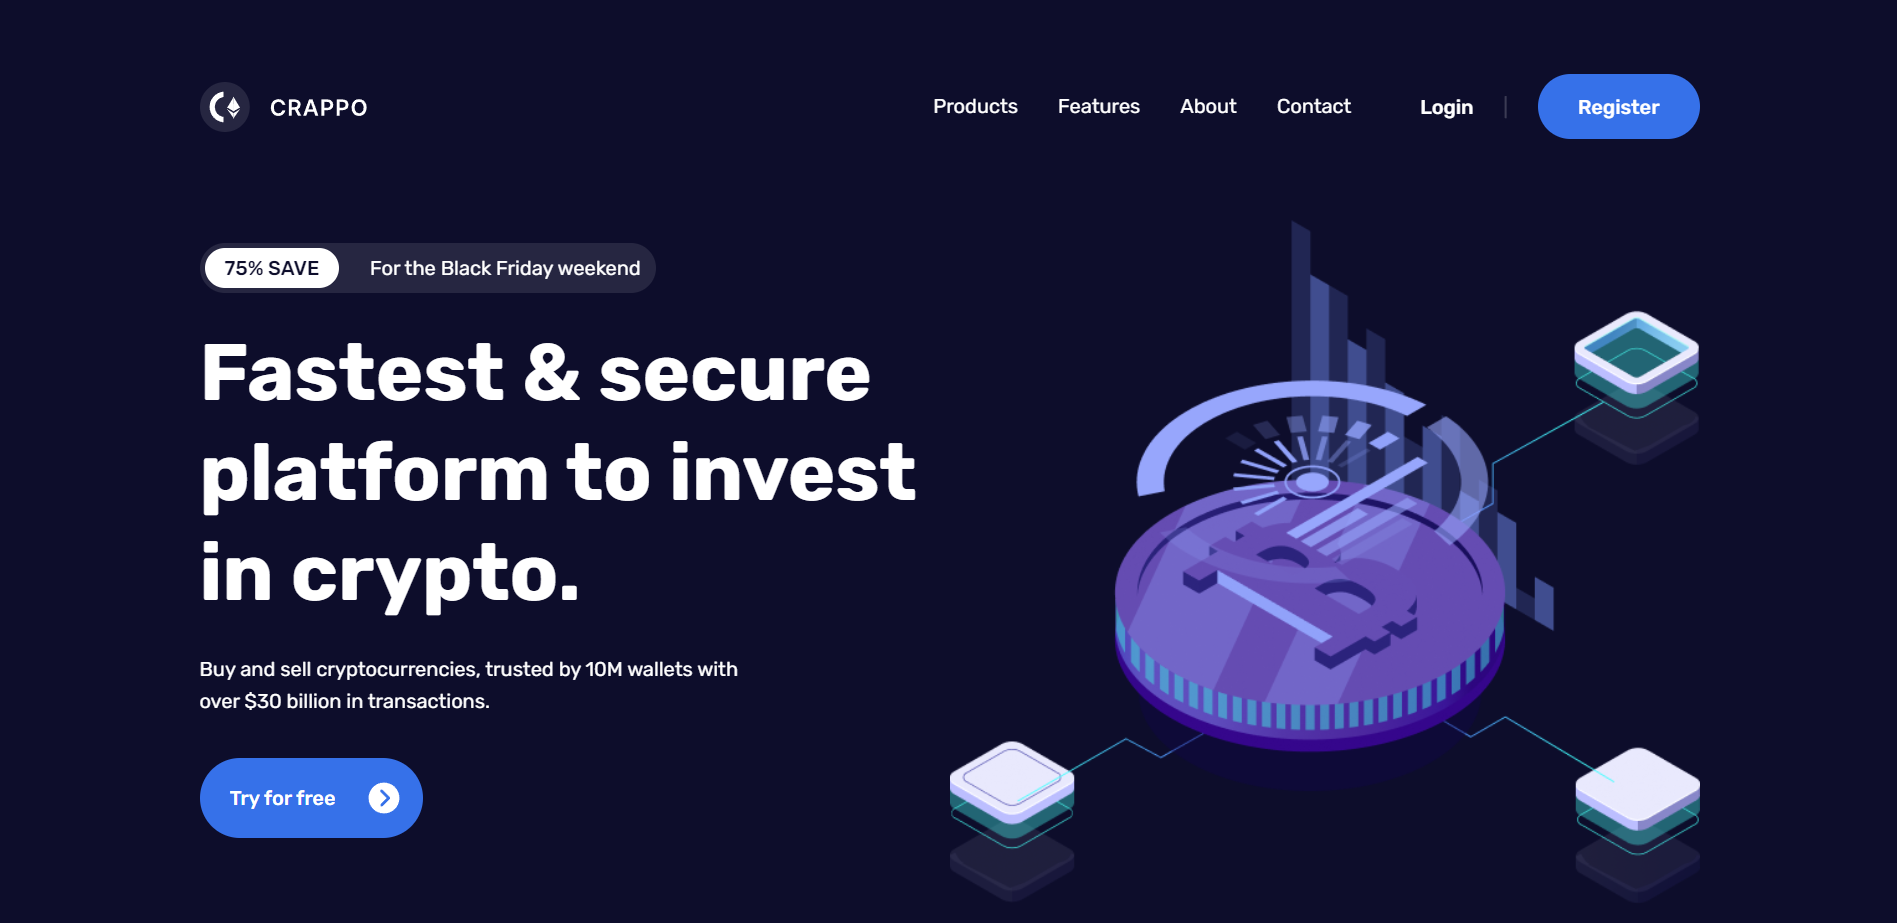 CRAPPO
Products
Features
About
Contact
Login
Register
75% SAVE
For the Black Friday weekend
Fastest & secure
platform to invest
in crypto.
Buy and sell cryptocurrencies, trusted by 10M wallets with
over $30 billion in transactions.
Try for free